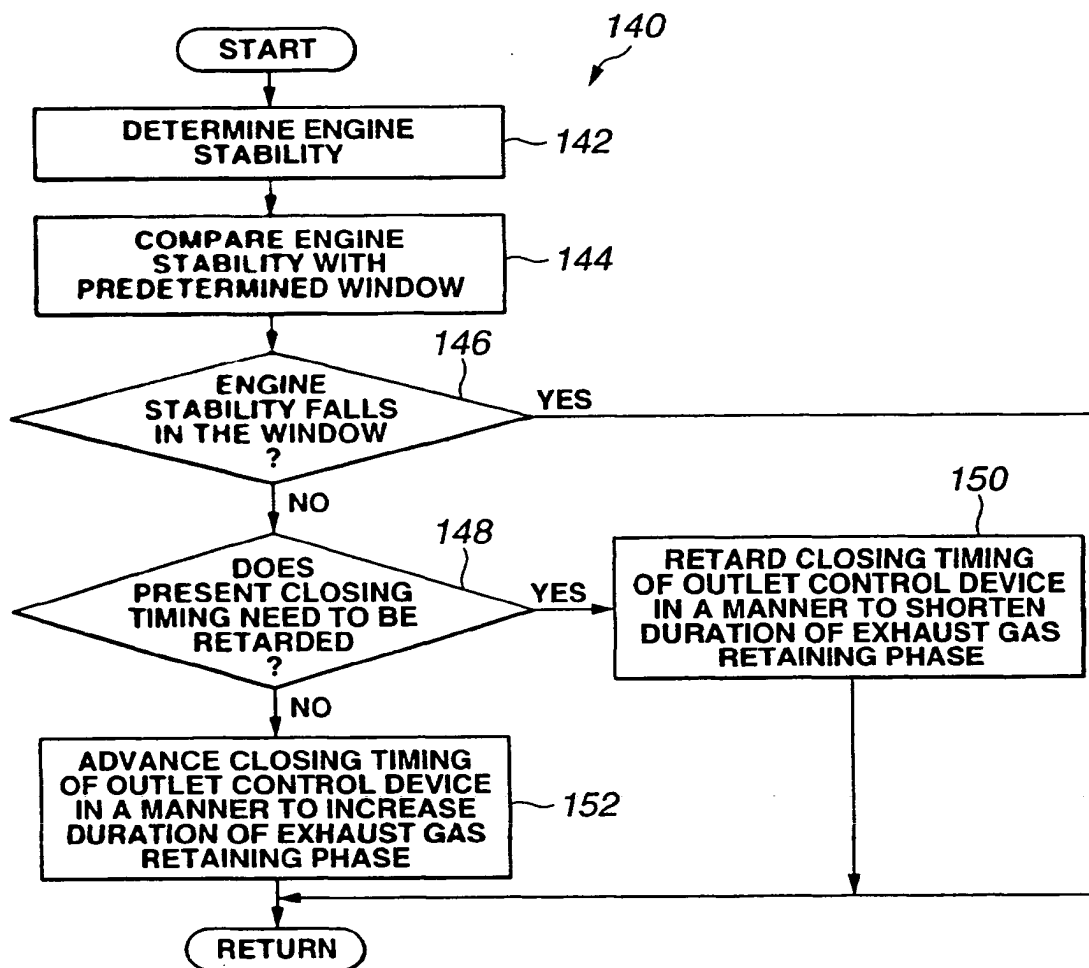 START
140
DETERMINE ENGINE
STABILITY
142
COMPARE ENGINE
STABILITY WITH
PREDETERMINED WINDOW
144
146
ENGINE
STABILITY FALLS
IN THE WINDOW
?
YES
NO
148
DOES
PRESENT CLOSING
TIMING NEED TO BE
RETARDED
?
YES
150
RETARD CLOSING TIMING
OF OUTLET CONTROL DEVICE
IN A MANNER TO SHORTEN
DURATION OF EXHAUST GAS
RETAINING PHASE
NO
ADVANCE CLOSING TIMING
OF OUTLET CONTROL DEVICE
IN A MANNER TO INCREASE
DURATION OF EXHAUST GAS
RETAINING PHASE
152
RETURN